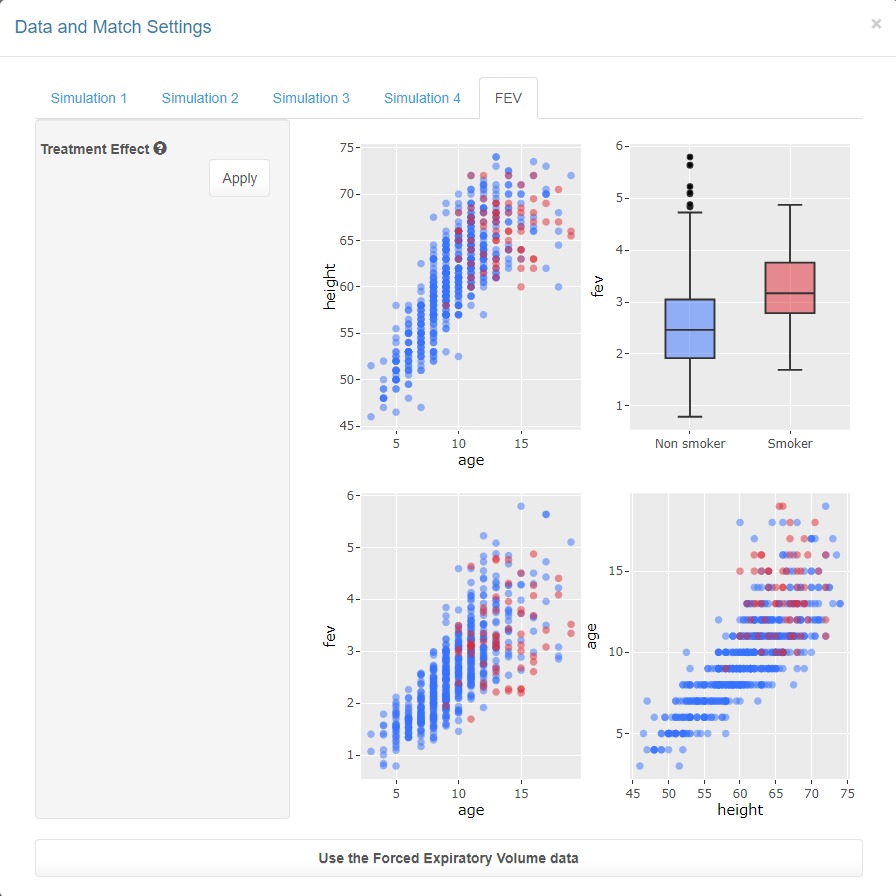 Data and Match Settings ×
Simulation 1 Simulation 2 Simulation 3 Simulation 4 FEV
Treatment Effect ?
Apply
75
70
65
60
55
50
45
height
5 10 15
age
6
5
4
3
2
1
fev
Non smoker Smoker
6
5
4
3
2
1
fev
5 10 15
age
15
10
5
age
45 50 55 60 65 70 75
height
Use the Forced Expiratory Volume data